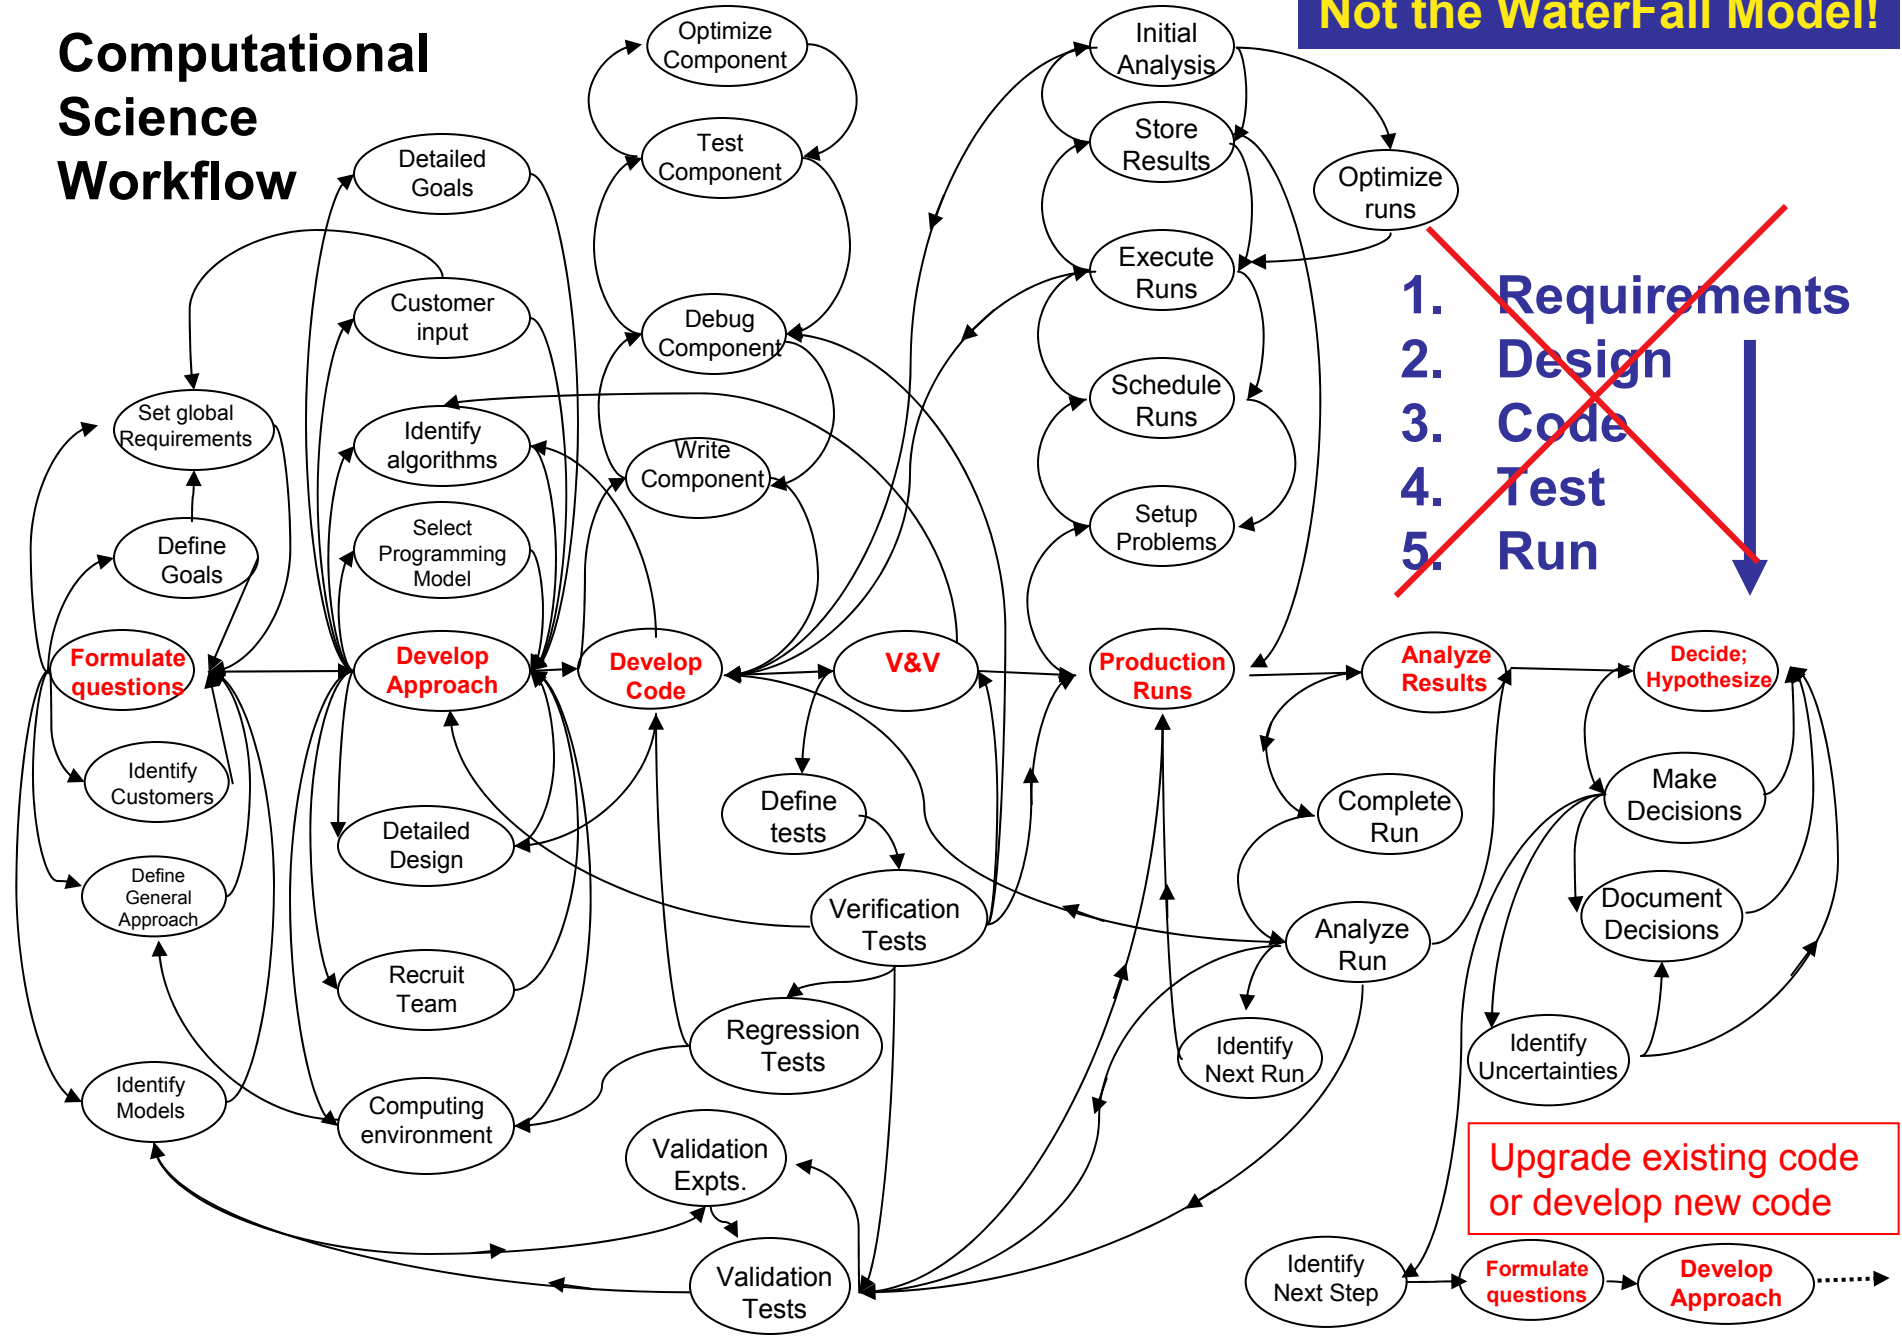 Computational
Science
Workflow
Not the WaterFall Model!
Optimize
Component
Test
Component
Debug
Component
Write
Component
Detailed
Goals
Customer
input
Identify
algorithms
Select
Programming
Model
Set global
Requirements
Define
Goals
Initial
Analysis
Store
Results
Execute
Runs
Schedule
Runs
Setup
Problems
Optimize
runs
1. Requirements
2. Design
3. Code
4. Test
5. Run
Formulate
questions
Develop
Approach
Develop
Code
V&V
Production
Runs
Analyze
Results
Decide;
Hypothesize
Identify
Customers
Define
General
Approach
Identify
Models
Detailed
Design
Recruit
Team
Computing
environment
Define
tests
Verification
Tests
Regression
Tests
Validation
Expts.
Validation
Tests
Complete
Run
Analyze
Run
Identify
Next Run
Make
Decisions
Document
Decisions
Identify
Uncertainties
Upgrade existing code
or develop new code
Identify
Next Step
Formulate
questions
Develop
Approach